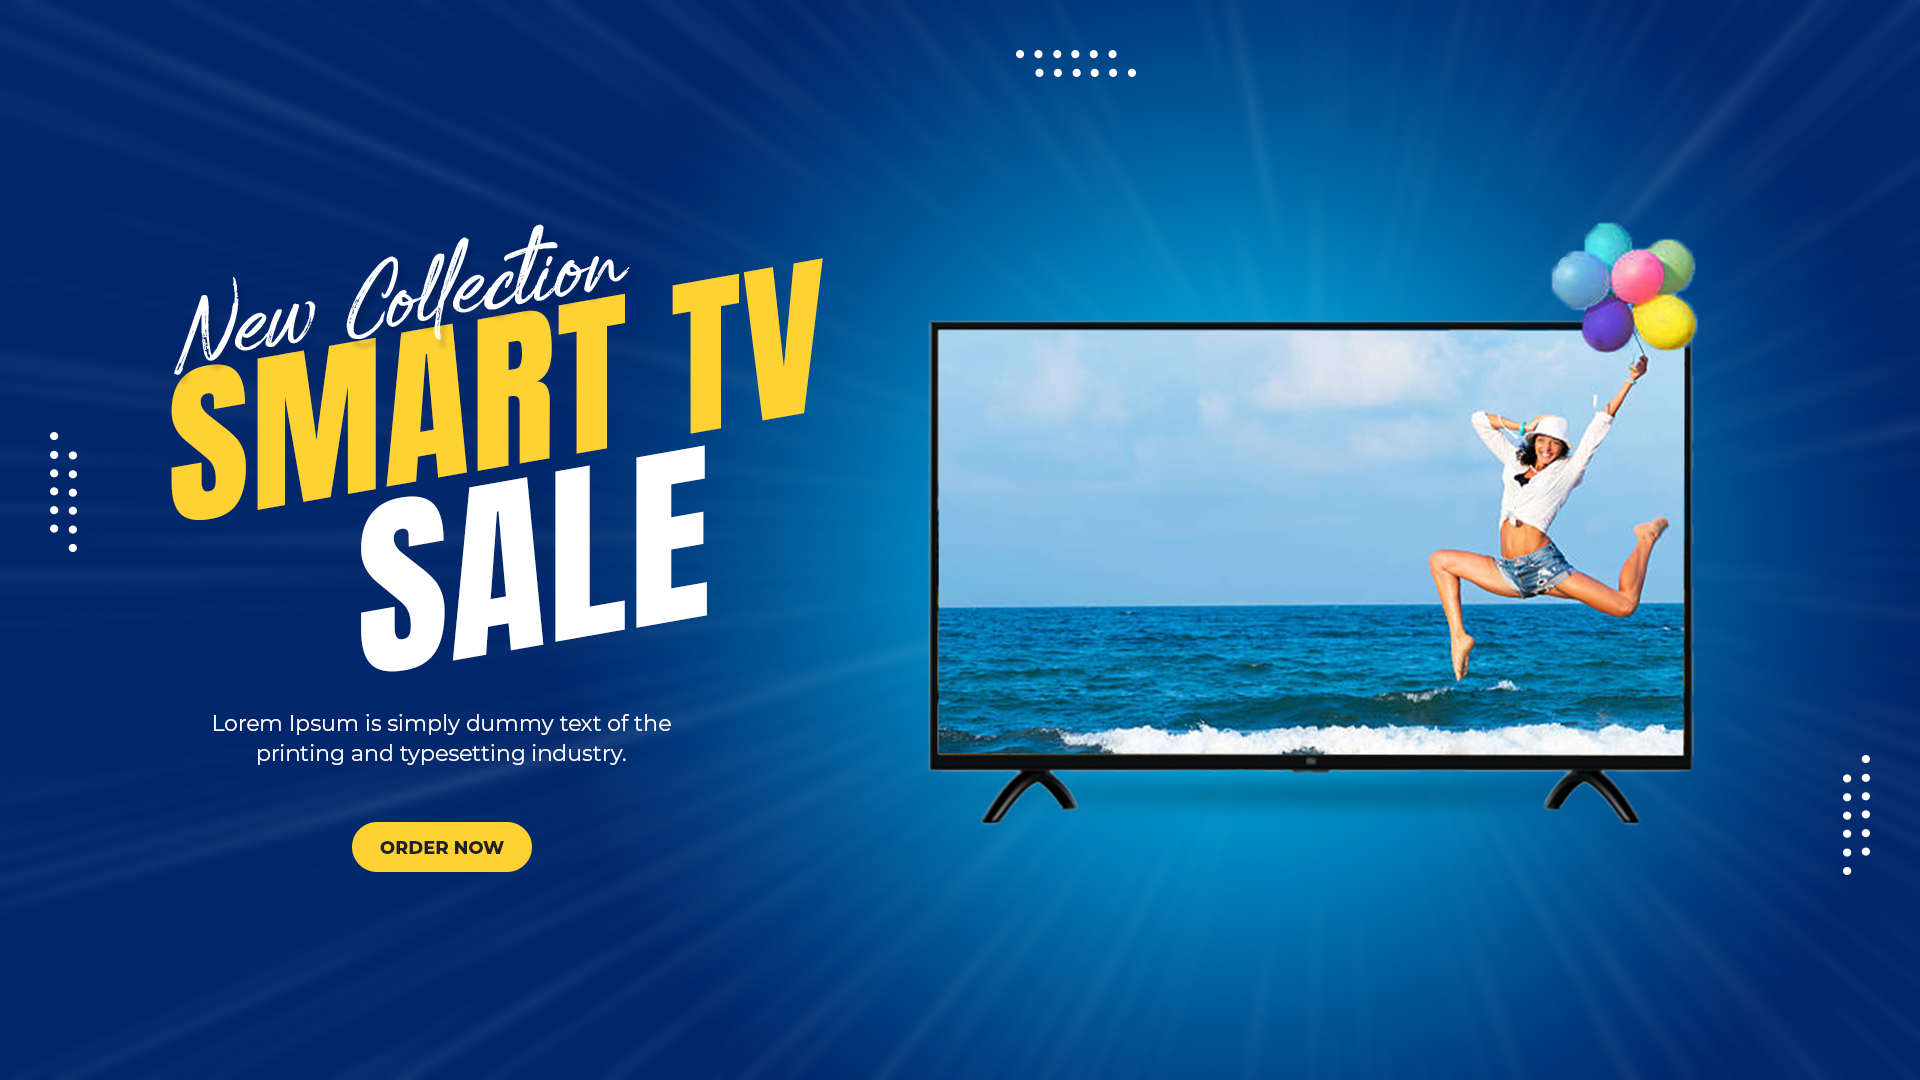 New Collection
SMART TV
SALE
Lorem Ipsum is simply dummy text of the
printing and typesetting industry.
ORDER NOW